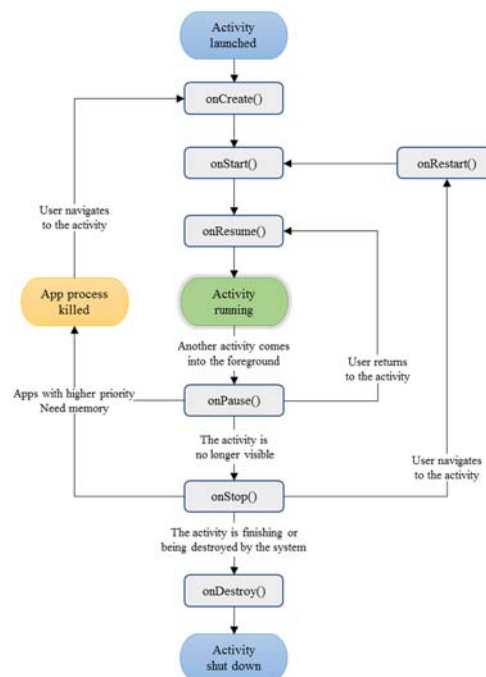 Activity
launched
onCreate()
onStart()
onRestart()
User navigates
to the activity
onResume()
App process
killed
Activity
running
Another activity comes
into the foreground
User returns
to the activity
Apps with higher priority
Need memory
onPause()
The activity is
no longer visible
User navigates
to the activity
onStop()
The activity is finishing or
being destroyed by the system
onDestroy()
Activity
shut down